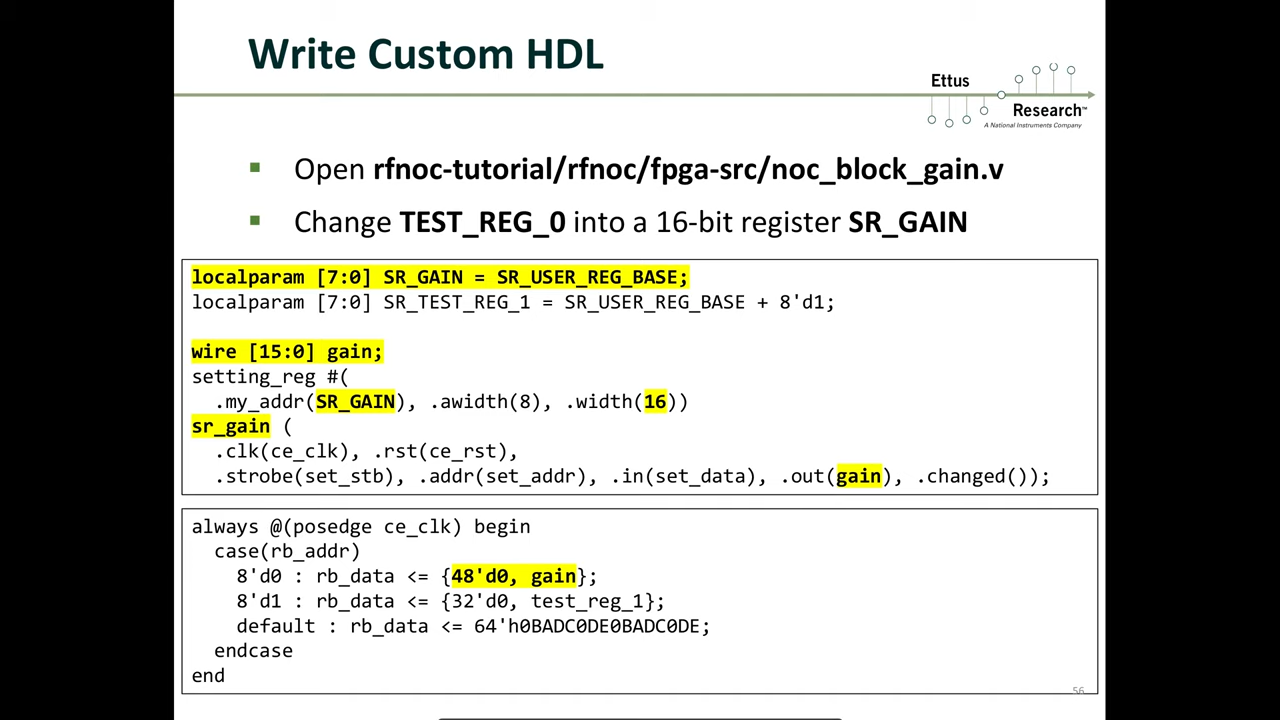 Write Custom HDL
Ettus
Research™
A National Instruments Company
▪ Open rfnoc-tutorial/rfnoc/fpga-src/noc_block_gain.v
▪ Change TEST_REG_0 into a 16-bit register SR_GAIN
localparam [7:0] SR_GAIN = SR_USER_REG_BASE;
localparam [7:0] SR_TEST_REG_1 = SR_USER_REG_BASE + 8'd1;
wire [15:0] gain;
setting_reg #(
  .my_addr(SR_GAIN), .awidth(8), .width(16))
sr_gain (
  .clk(ce_clk), .rst(ce_rst),
  .strobe(set_stb), .addr(set_addr), .in(set_data), .out(gain), .changed());
always @(posedge ce_clk) begin
  case(rb_addr)
    8'd0 : rb_data <= {48'd0, gain};
    8'd1 : rb_data <= {32'd0, test_reg_1};
    default : rb_data <= 64'h0BADC0DE0BADC0DE;
  endcase
end
56